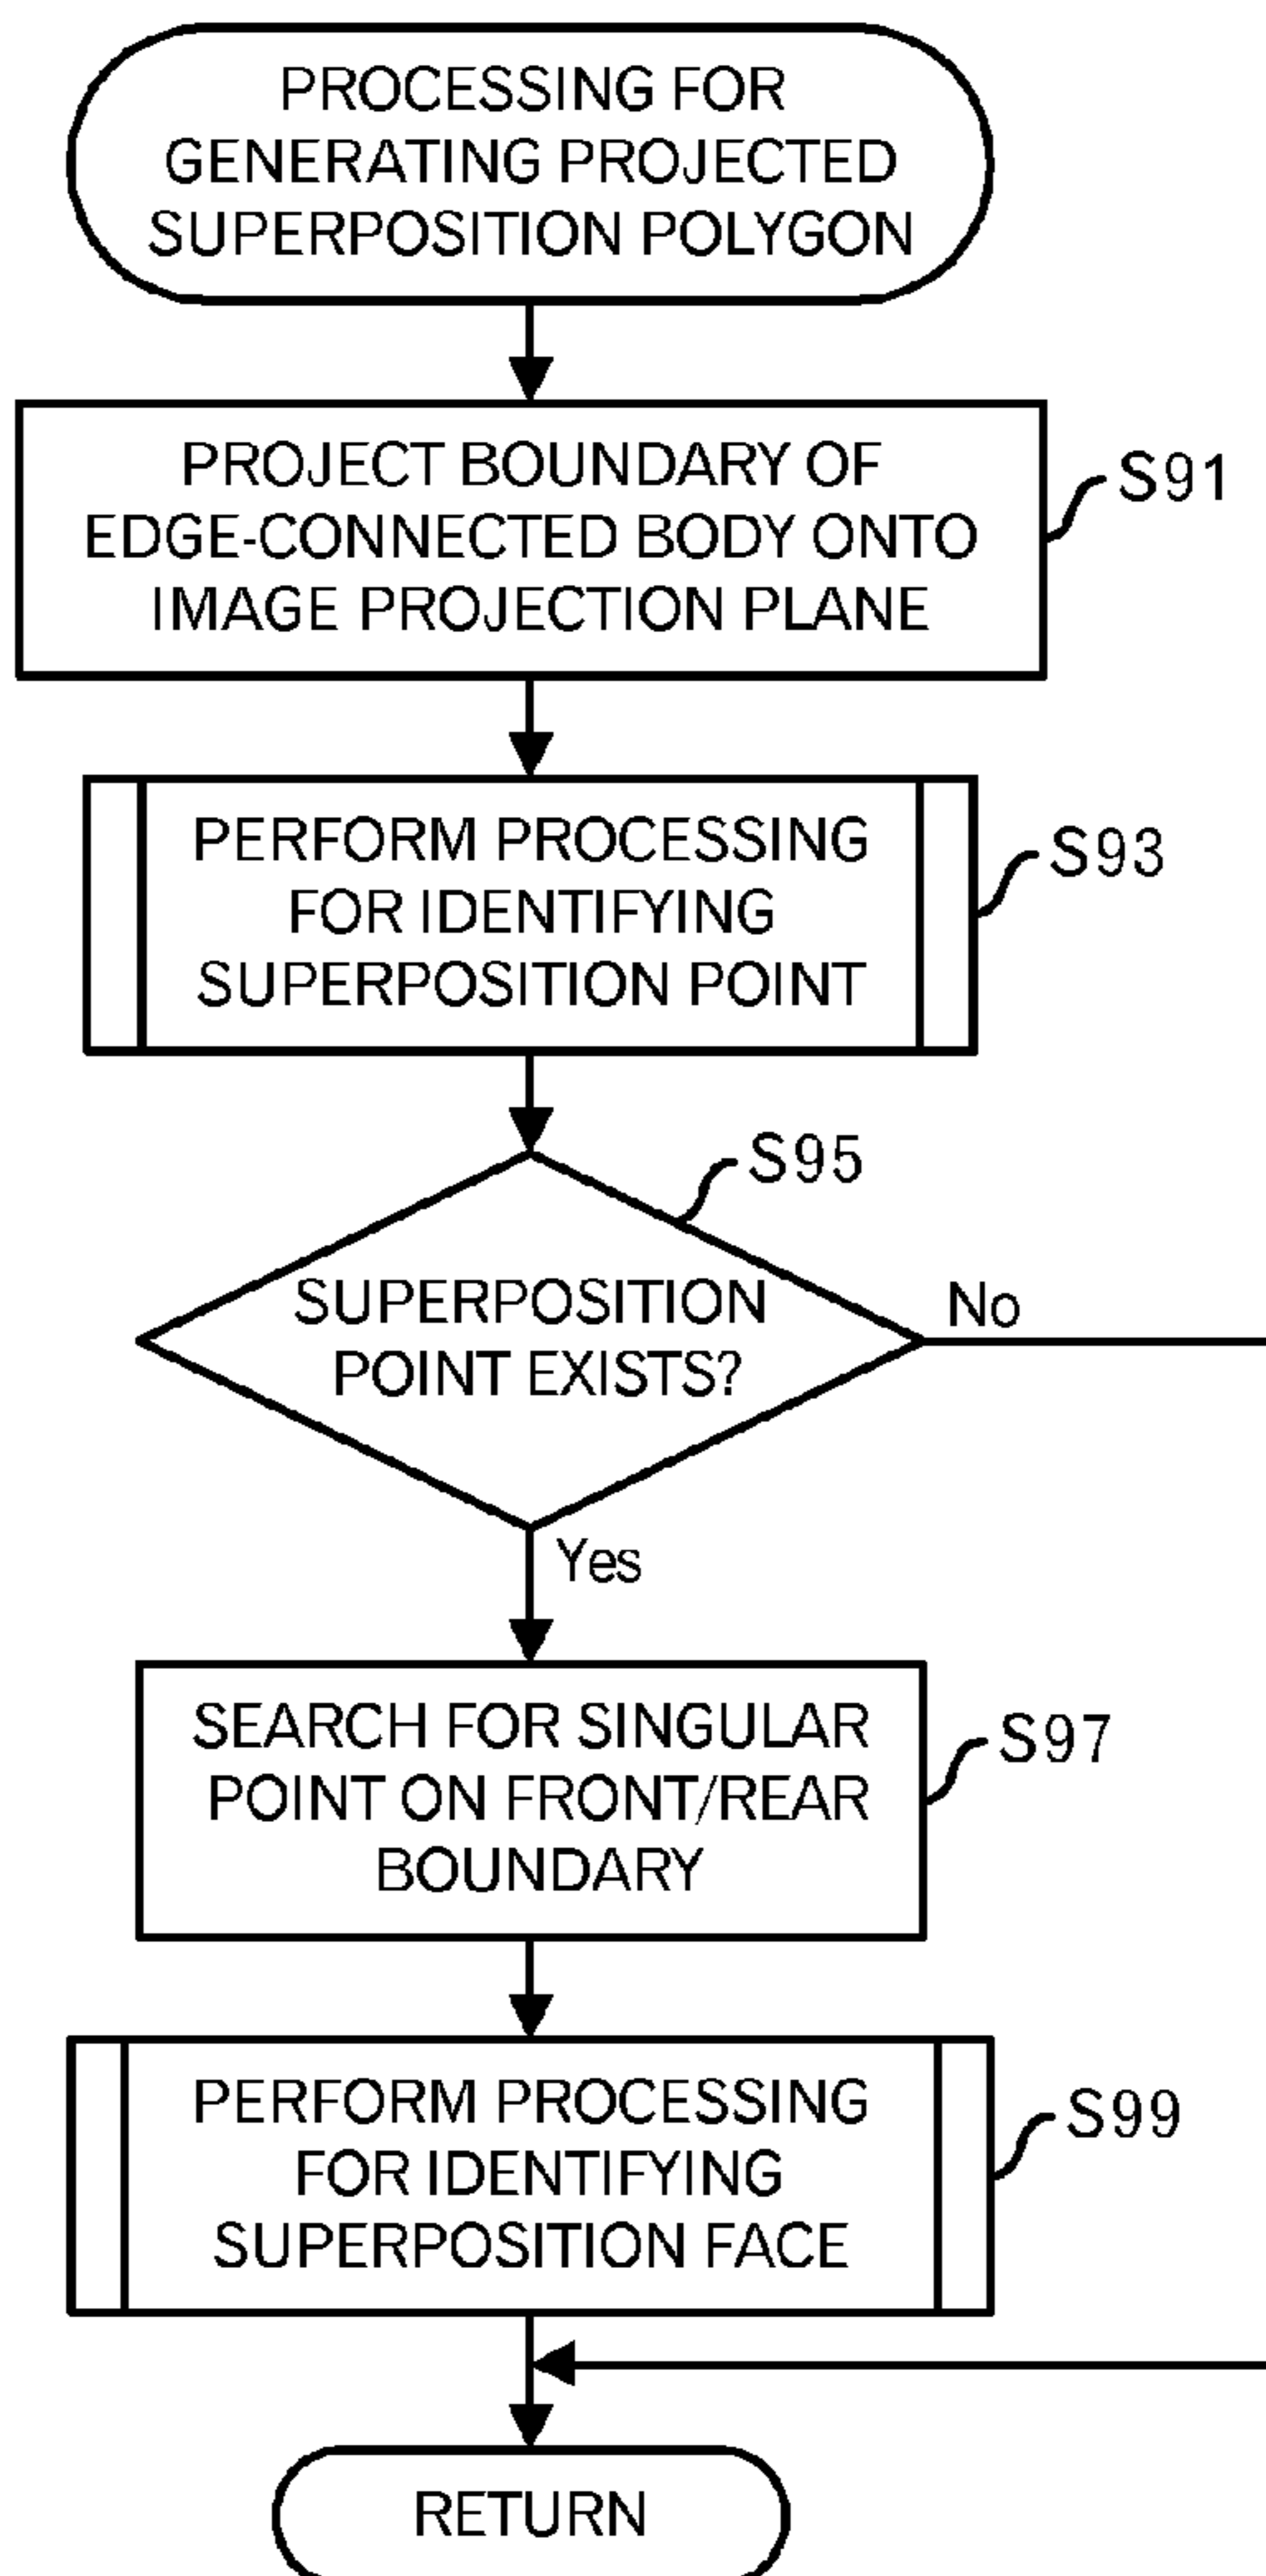 PROCESSING FOR
GENERATING PROJECTED
SUPERPOSITION POLYGON
PROJECT BOUNDARY OF
EDGE-CONNECTED BODY ONTO
IMAGE PROJECTION PLANE
S91
PERFORM PROCESSING
FOR IDENTIFYING
SUPERPOSITION POINT
S93
S95
SUPERPOSITION
POINT EXISTS?
No
Yes
SEARCH FOR SINGULAR
POINT ON FRONT/REAR
BOUNDARY
S97
PERFORM PROCESSING
FOR IDENTIFYING
SUPERPOSITION FACE
S99
RETURN